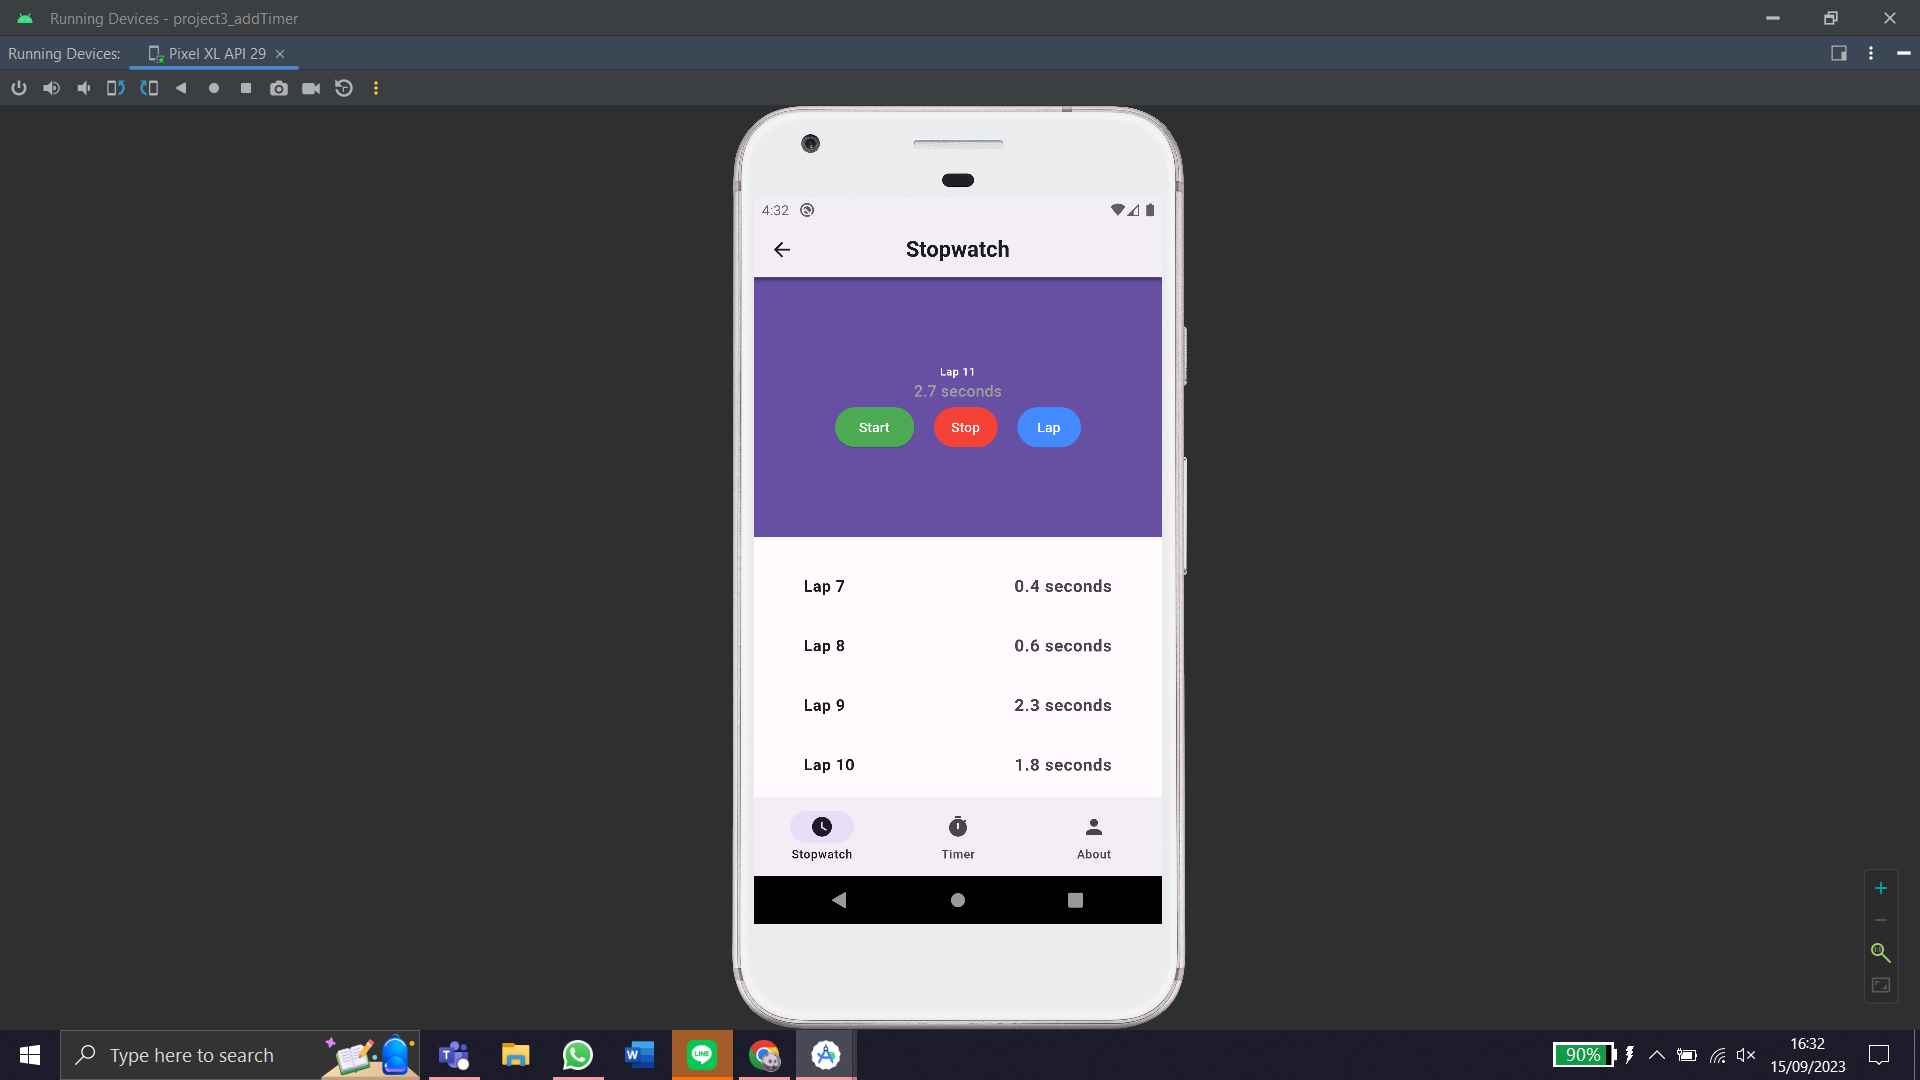 Running Devices - project3_addTimer
Running Devices: Pixel XL API 29
4:32
Stopwatch
Lap 11
2.7 seconds
Start Stop Lap
Lap 7 0.4 seconds
Lap 8 0.6 seconds
Lap 9 2.3 seconds
Lap 10 1.8 seconds
Stopwatch Timer About
Type here to search
LINE
90%
16:32
15/09/2023